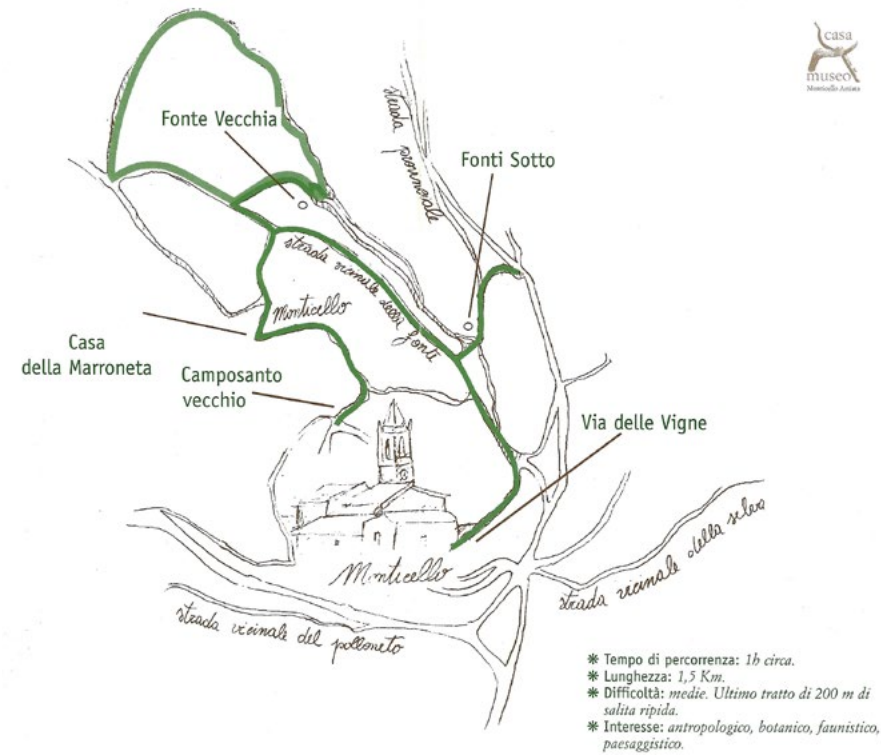 casa
museo
Monticello Amiata
Fonte Vecchia
strada provinciale
Fonti Sotto
strada vicinale delle fonti
Monticello
Casa
della Marroneta
Camposanto
vecchio
Via delle Vigne
Monticello
strada vicinale della selva
strada vicinale del polloneto
* Tempo di percorrenza: 1h circa.
* Lunghezza: 1,5 Km.
* Difficoltà: medie. Ultimo tratto di 200 m di
salita ripida.
* Interesse: antropologico, botanico, faunistico,
paesaggistico.